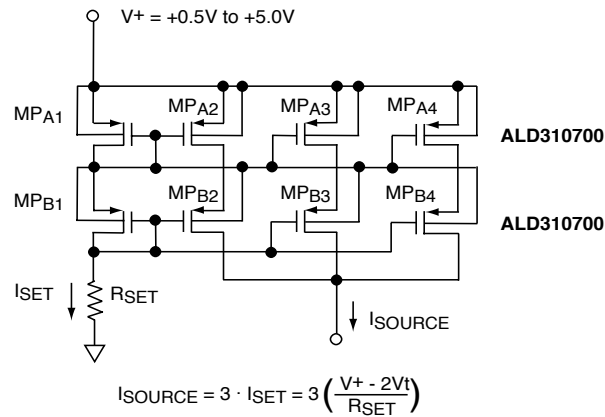 V+ = +0.5V to +5.0V
MPA1
MPA2
MPA3
MPA4
ALD310700
MPB1
MPB2
MPB3
MPB4
ALD310700
ISET
RSET
ISOURCE
ISOURCE = 3 · ISET = 3 ( V+ - 2Vt / RSET )